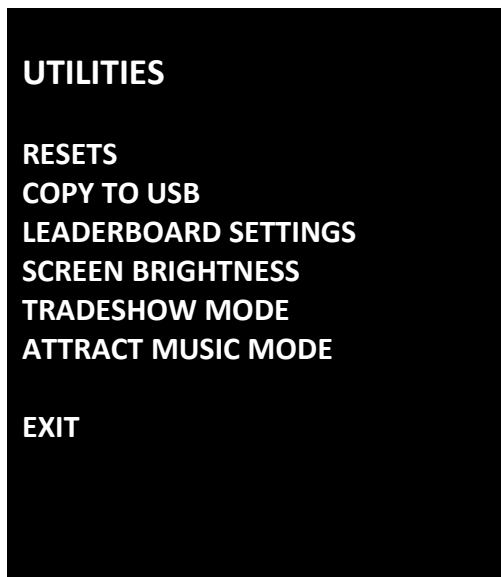 UTILITIES
RESETS
COPY TO USB
LEADERBOARD SETTINGS
SCREEN BRIGHTNESS
TRADESHOW MODE
ATTRACT MUSIC MODE
EXIT